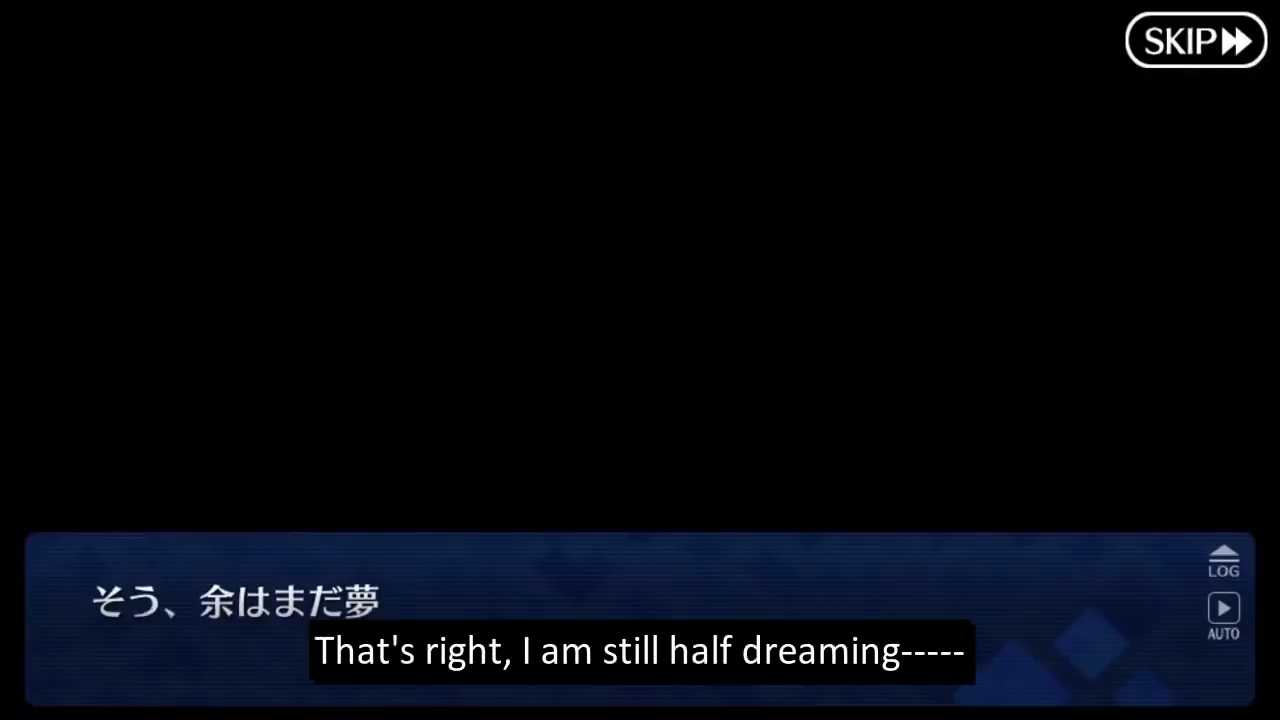 SKIP
そう、余はまだ夢
LOG
That's right, I am still half dreaming-----
AUTO